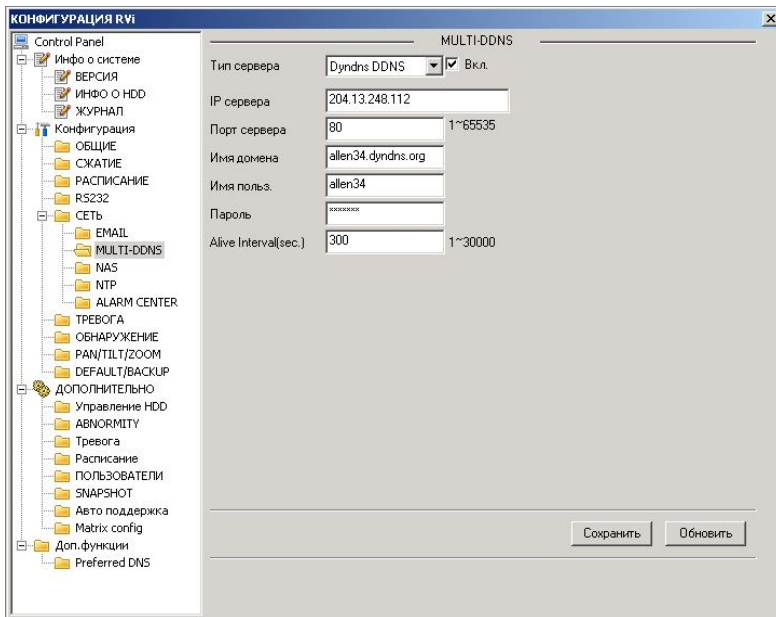 КОНФИГУРАЦИЯ RVi
Control Panel
Инфо о системе
ВЕРСИЯ
ИНФО О HDD
ЖУРНАЛ
Конфигурация
ОБЩИЕ
СЖАТИЕ
РАСПИСАНИЕ
RS232
СЕТЬ
EMAIL
MULTI-DDNS
NAS
NTP
ALARM CENTER
ТРЕВОГА
ОБНАРУЖЕНИЕ
PAN/TILT/ZOOM
DEFAULT/BACKUP
ДОПОЛНИТЕЛЬНО
Управление HDD
ABNORMITY
Тревога
Расписание
ПОЛЬЗОВАТЕЛИ
SNAPSHOT
Авто поддержка
Matrix config
Доп.функции
Preferred DNS
MULTI-DDNS
Тип сервера Dyndns DDNS Вкл.
IP сервера 204.13.248.112
Порт сервера 80 1~65535
Имя домена allen34.dyndns.org
Имя польз. allen34
Пароль *******
Alive Interval(sec.) 300 1~30000
Сохранить Обновить